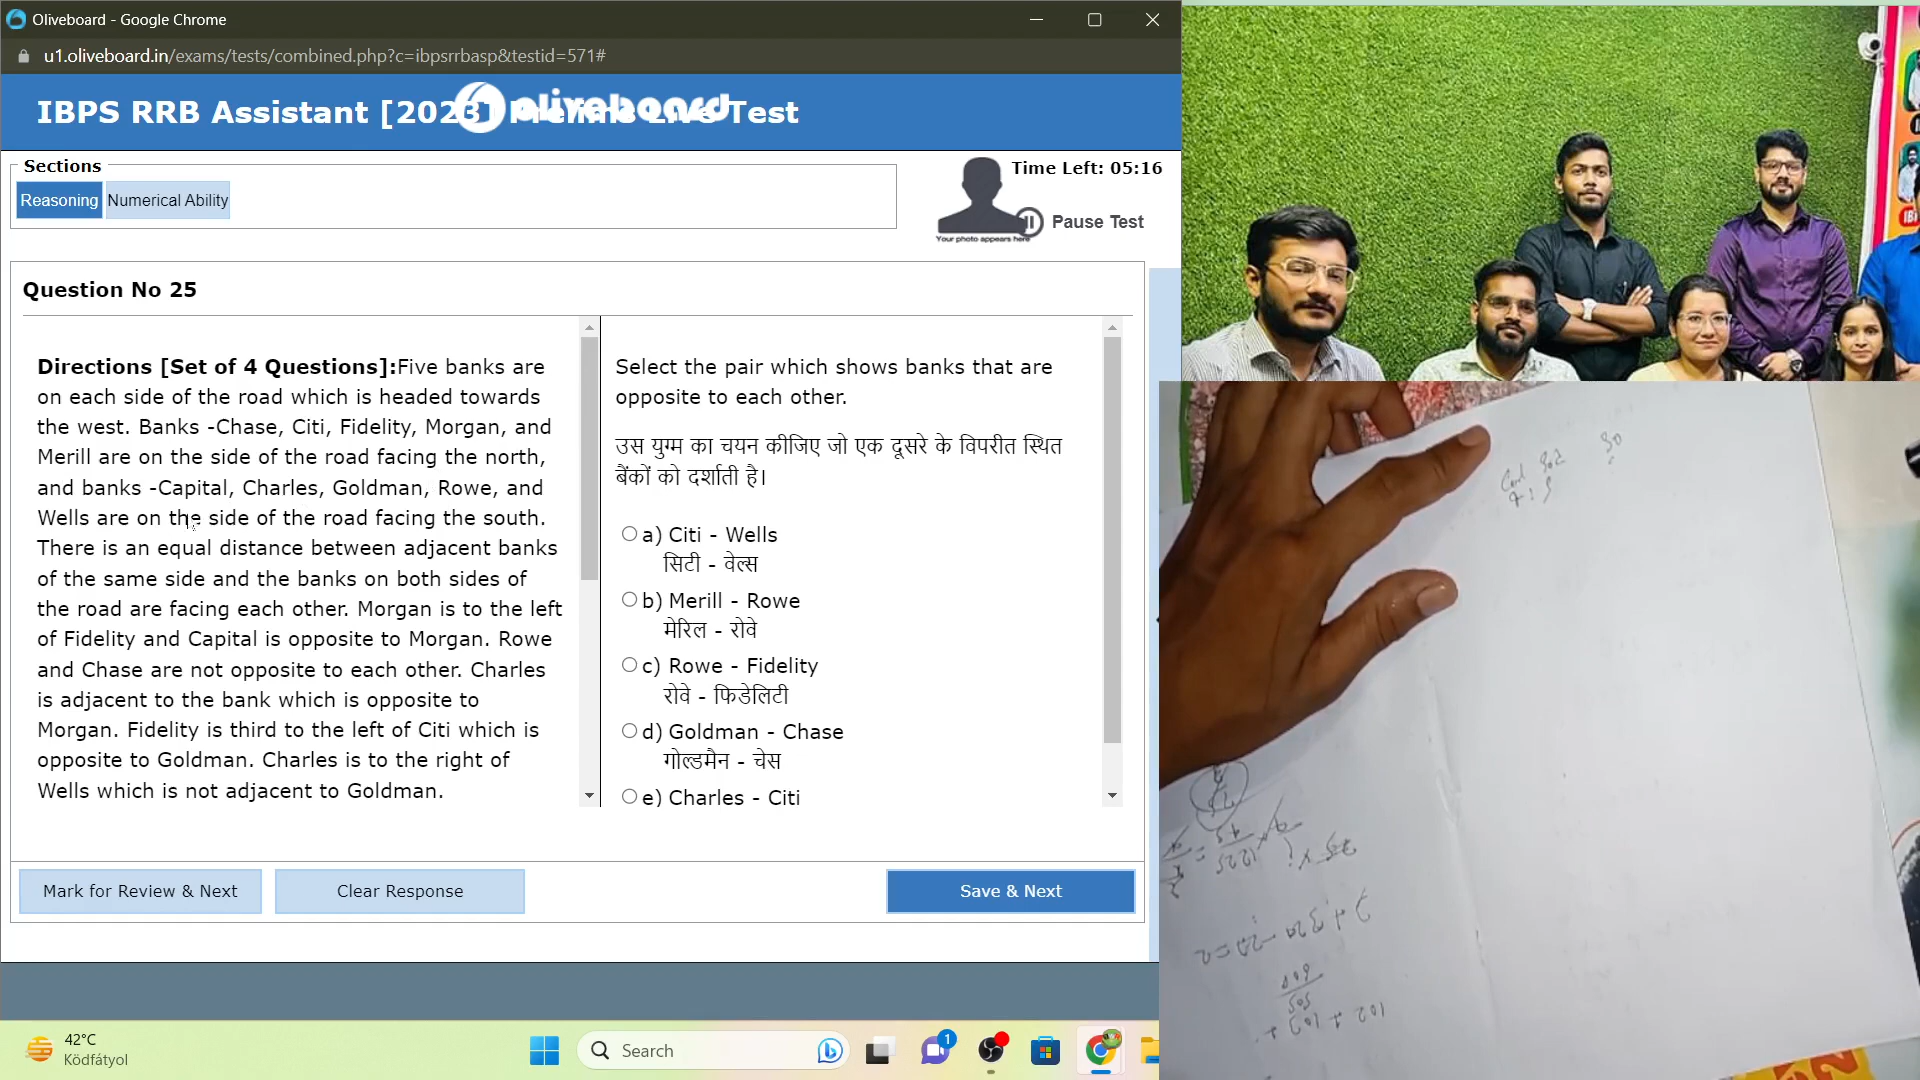 Oliveboard - Google Chrome
u1.oliveboard.in/exams/tests/combined.php?c=ibpsrrbasp&testid=571#
IBPS RRB Assistant [2023] Prelims Live Test
oliveboard
Sections
Reasoning
Numerical Ability
Time Left: 05:16
Your photo appears here
Pause Test
Question No 25
Directions [Set of 4 Questions]:Five banks are
on each side of the road which is headed towards
the west. Banks -Chase, Citi, Fidelity, Morgan, and
Merill are on the side of the road facing the north,
and banks -Capital, Charles, Goldman, Rowe, and
Wells are on the side of the road facing the south.
There is an equal distance between adjacent banks
of the same side and the banks on both sides of
the road are facing each other. Morgan is to the left
of Fidelity and Capital is opposite to Morgan. Rowe
and Chase are not opposite to each other. Charles
is adjacent to the bank which is opposite to
Morgan. Fidelity is third to the left of Citi which is
opposite to Goldman. Charles is to the right of
Wells which is not adjacent to Goldman.
Select the pair which shows banks that are
opposite to each other.
उस युग्म का चयन कीजिए जो एक दूसरे के विपरीत स्थित
बैंकों को दर्शाती है।
a) Citi - Wells
सिटी - वेल्स
b) Merill - Rowe
मेरिल - रोवे
c) Rowe - Fidelity
रोवे - फिडेलिटी
d) Goldman - Chase
गोल्डमैन - चेस
e) Charles - Citi
Mark for Review & Next
Clear Response
Save & Next
42°C
Ködfátyol
Search
1